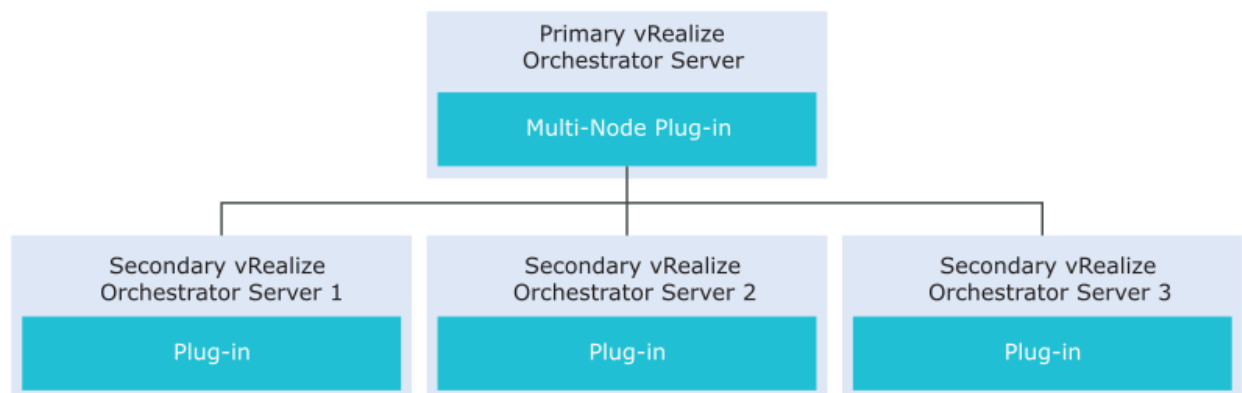 Primary vRealize
Orchestrator Server
Multi-Node Plug-in
Secondary vRealize
Orchestrator Server 1
Plug-in
Secondary vRealize
Orchestrator Server 2
Plug-in
Secondary vRealize
Orchestrator Server 3
Plug-in